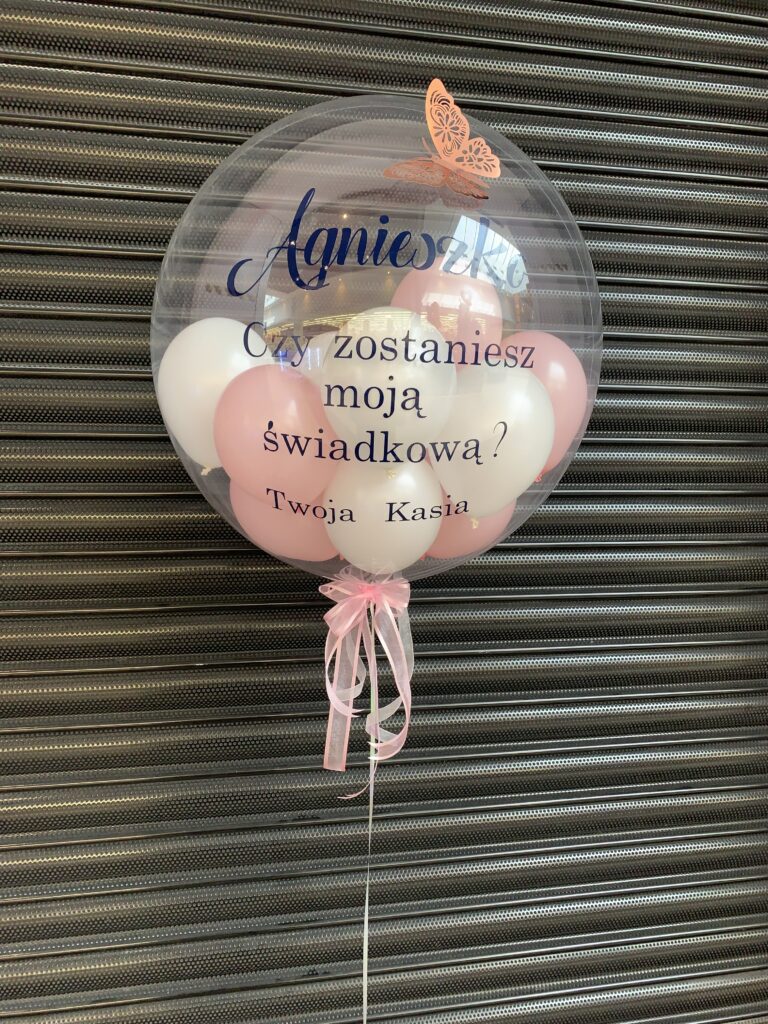 Agnieszko
Czy zostaniesz
moją
świadkową?
Twoja Kasia